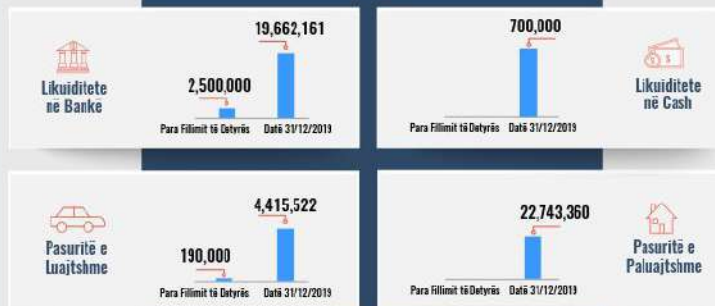 Likuiditete
në Bankë
2,500,000
19,662,161
Para Fillimit të Detyrës Datë 31/12/2019
700,000
Para Fillimit të Detyrës Datë 31/12/2019
Likuiditete
në Cash
Pasuritë e
Luajtshme
190,000
4,415,522
Para Fillimit të Detyrës Datë 31/12/2019
22,743,360
Para Fillimit të Detyrës Datë 31/12/2019
Pasuritë e
Paluajtshme